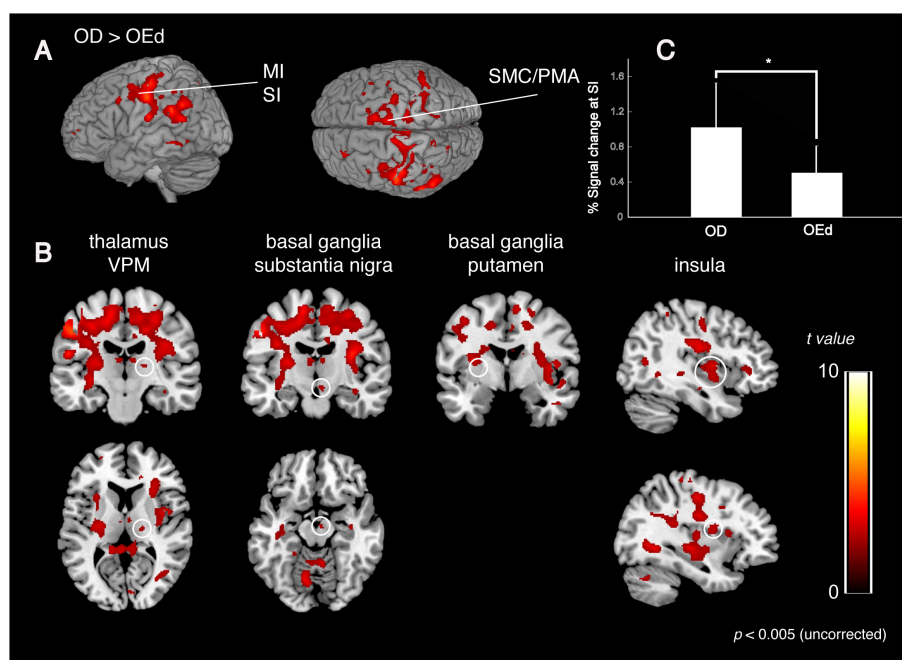 A
OD > OEd
MI
SI
SMC/PMA
C
% Signal change at SI
1.6
1.2
0.8
0.4
0
*
OD
OEd
B
thalamus
VPM
basal ganglia
substantia nigra
basal ganglia
putamen
insula
t value
10
0
p < 0.005 (uncorrected)